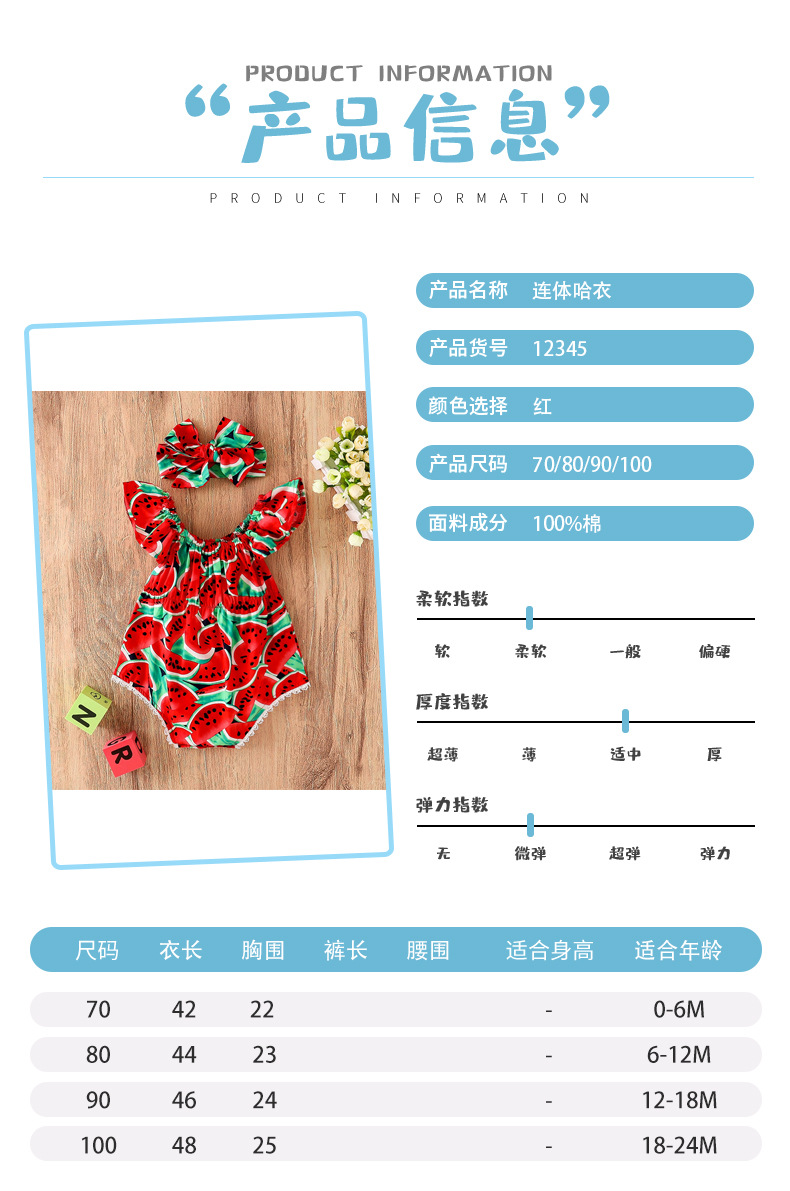 PRODUCT INFORMATION
“产品信息”
PRODUCT INFORMATION
产品名称 连体哈衣
产品货号 12345
颜色选择 红
产品尺码 70/80/90/100
面料成分 100%棉
N
R
柔软指数
软 柔软 一般 偏硬
厚度指数
超薄 薄 适中 厚
弹力指数
无 微弹 超弹 弹力
尺码 衣长 胸围 裤长 腰围 适合身高 适合年龄
70 42 22 - 0-6M
80 44 23 - 6-12M
90 46 24 - 12-18M
100 48 25 - 18-24M